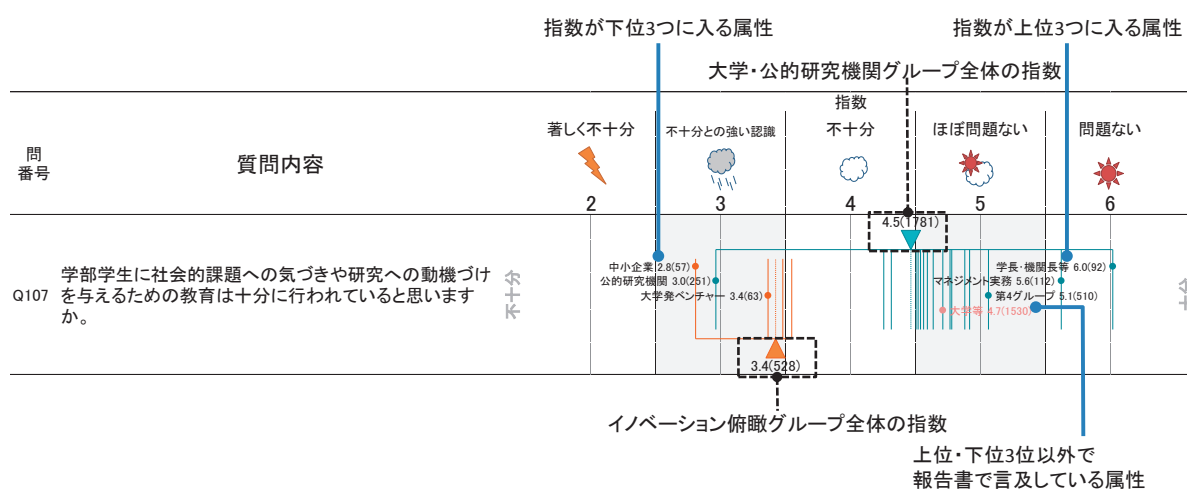 指数が下位3つに入る属性
指数が上位3つに入る属性
大学・公的研究機関グループ全体の指数
指数
著しく不十分
不十分との強い認識
不十分
ほぼ問題ない
問題ない
問
番号
質問内容
2
3
4
5
6
4.5(1781)
Q107
学部学生に社会的課題への気づきや研究への動機づけ
を与えるための教育は十分に行われていると思います
か。
不十分
中小企業 2.8(57)
公的研究機関 3.0(251)
大学発ベンチャー 3.4(63)
学長・機関長等 6.0(92)
マネジメント実務 5.6(112)
第4グループ 5.1(510)
大学等 4.7(1530)
3.4(528)
イノベーション俯瞰グループ全体の指数
上位・下位3位以外で
報告書で言及している属性